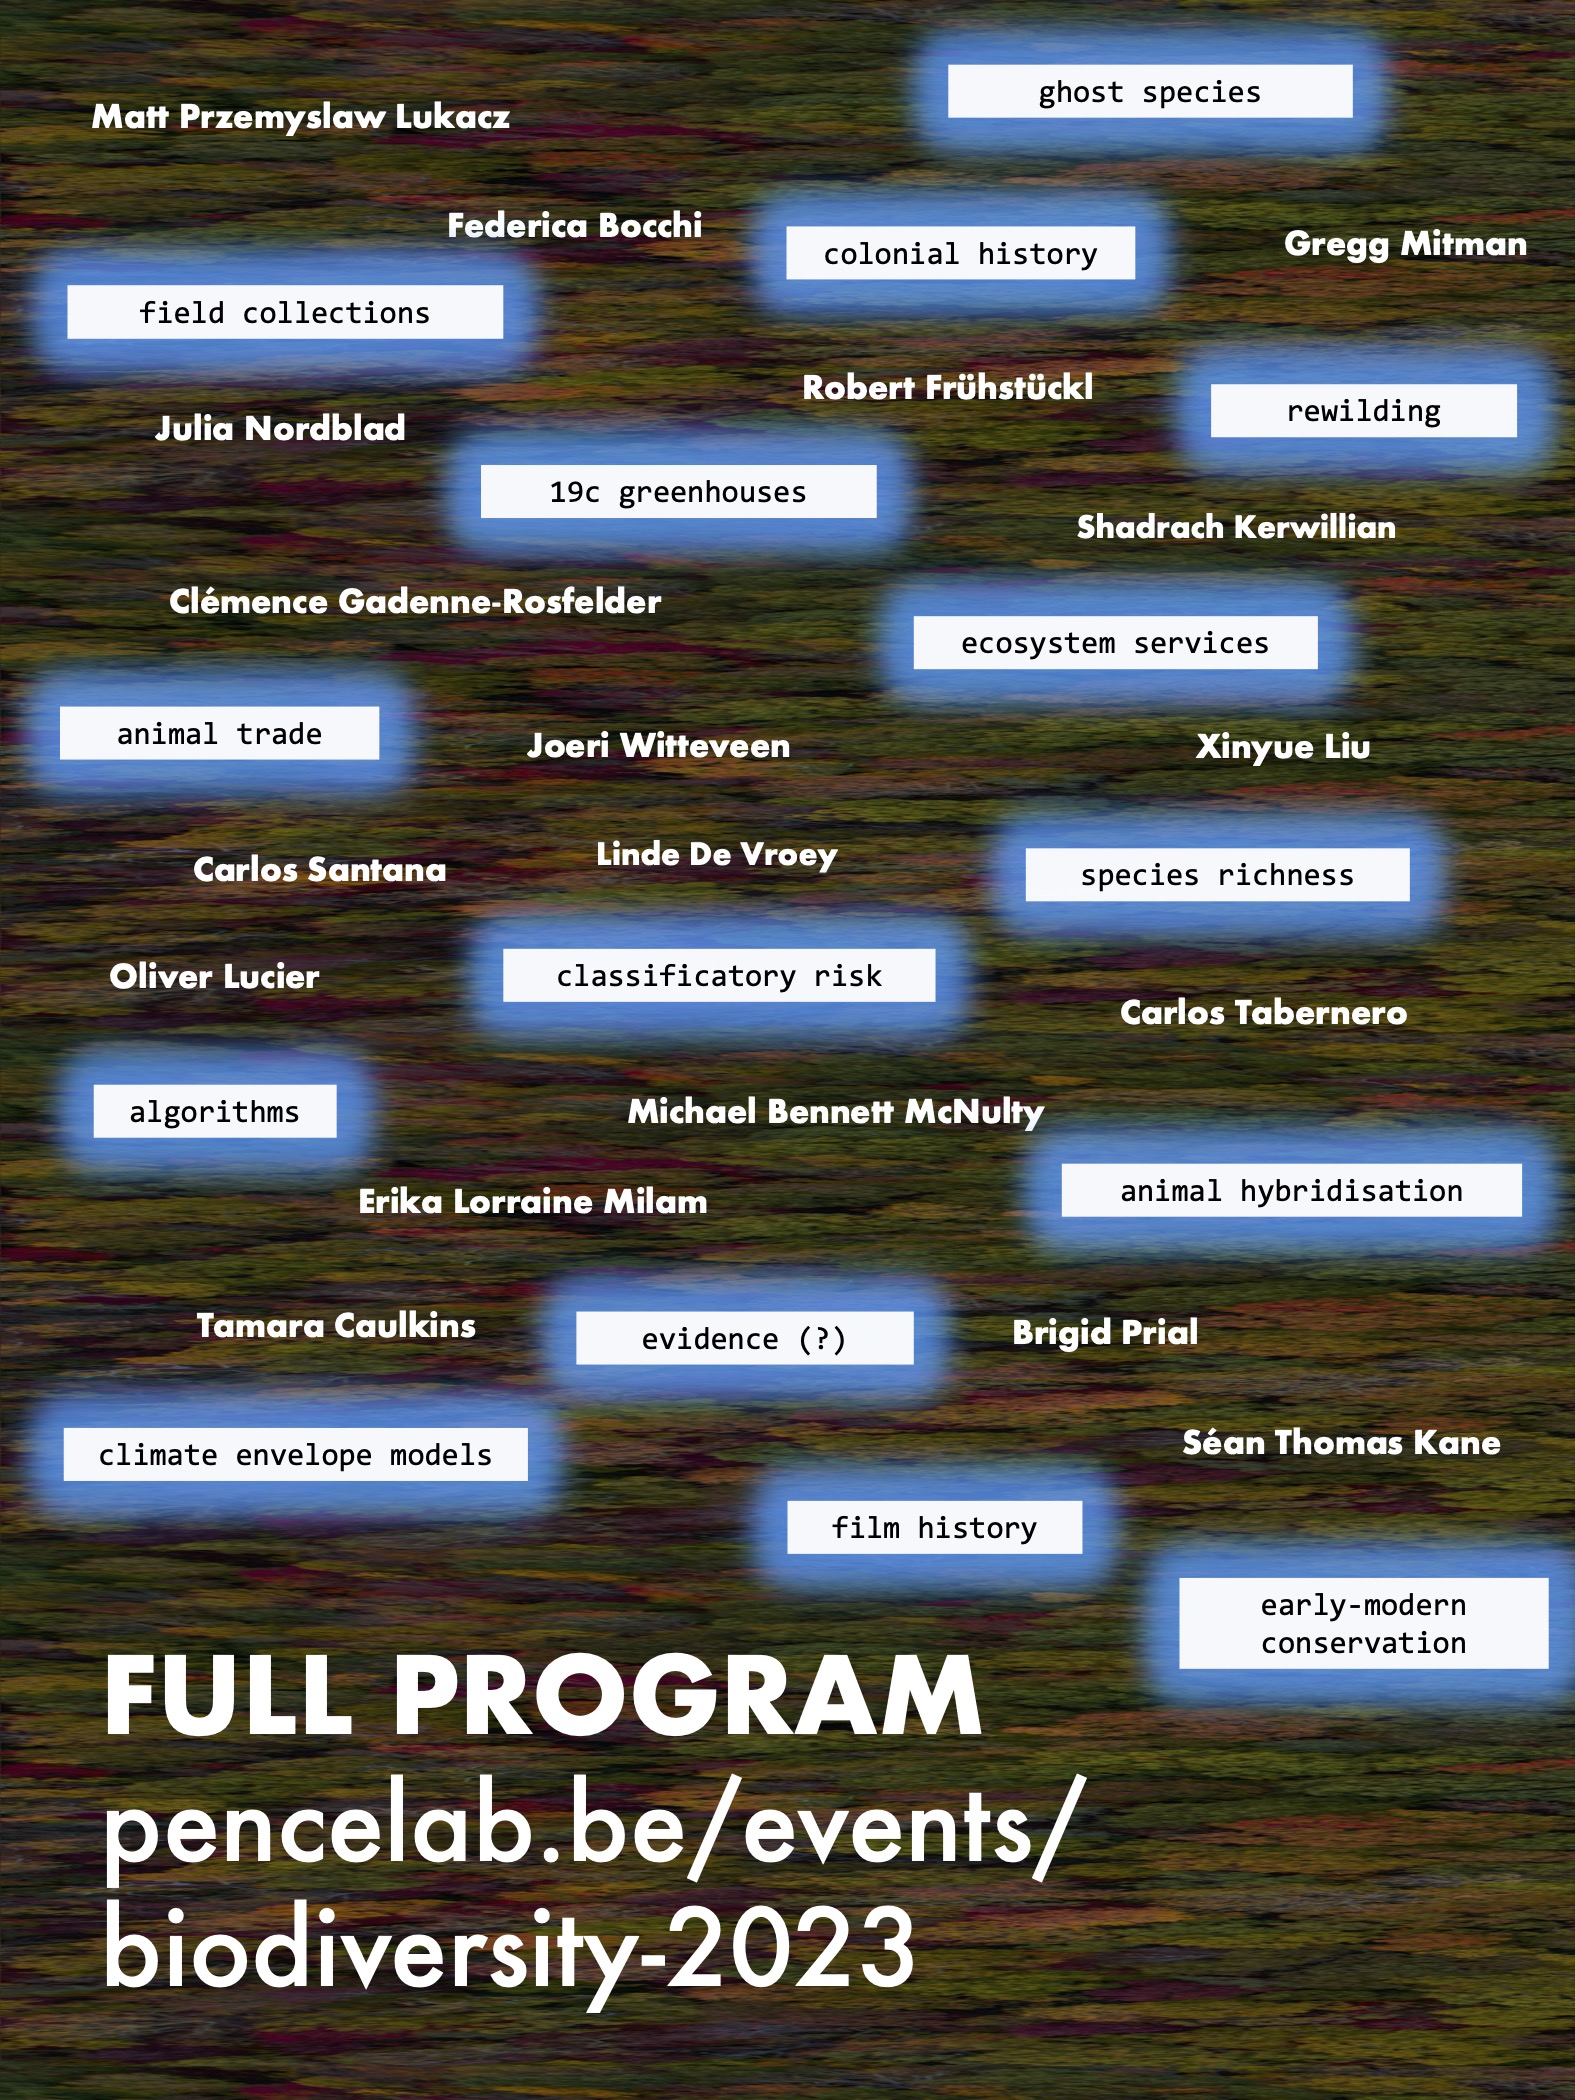 ghost species
Matt Przemyslaw Lukacz
Federica Bocchi
colonial history
Gregg Mitman
field collections
Robert Frühstückl
rewilding
Julia Nordblad
19c greenhouses
Shadrach Kerwillian
Clémence Gadenne-Rosfelder
ecosystem services
animal trade
Joeri Witteveen
Xinyue Liu
Carlos Santana
Linde De Vroey
species richness
Oliver Lucier
classificatory risk
Carlos Tabernero
algorithms
Michael Bennett McNulty
animal hybridisation
Erika Lorraine Milam
Tamara Caulkins
evidence (?)
Brigid Prial
climate envelope models
Séan Thomas Kane
film history
early-modern
conservation
FULL PROGRAM
pencelab.be/events/
biodiversity-2023